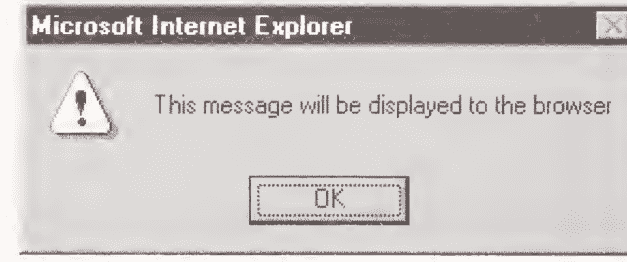 Microsoft Internet Explorer
This message will be displayed to the browser
OK